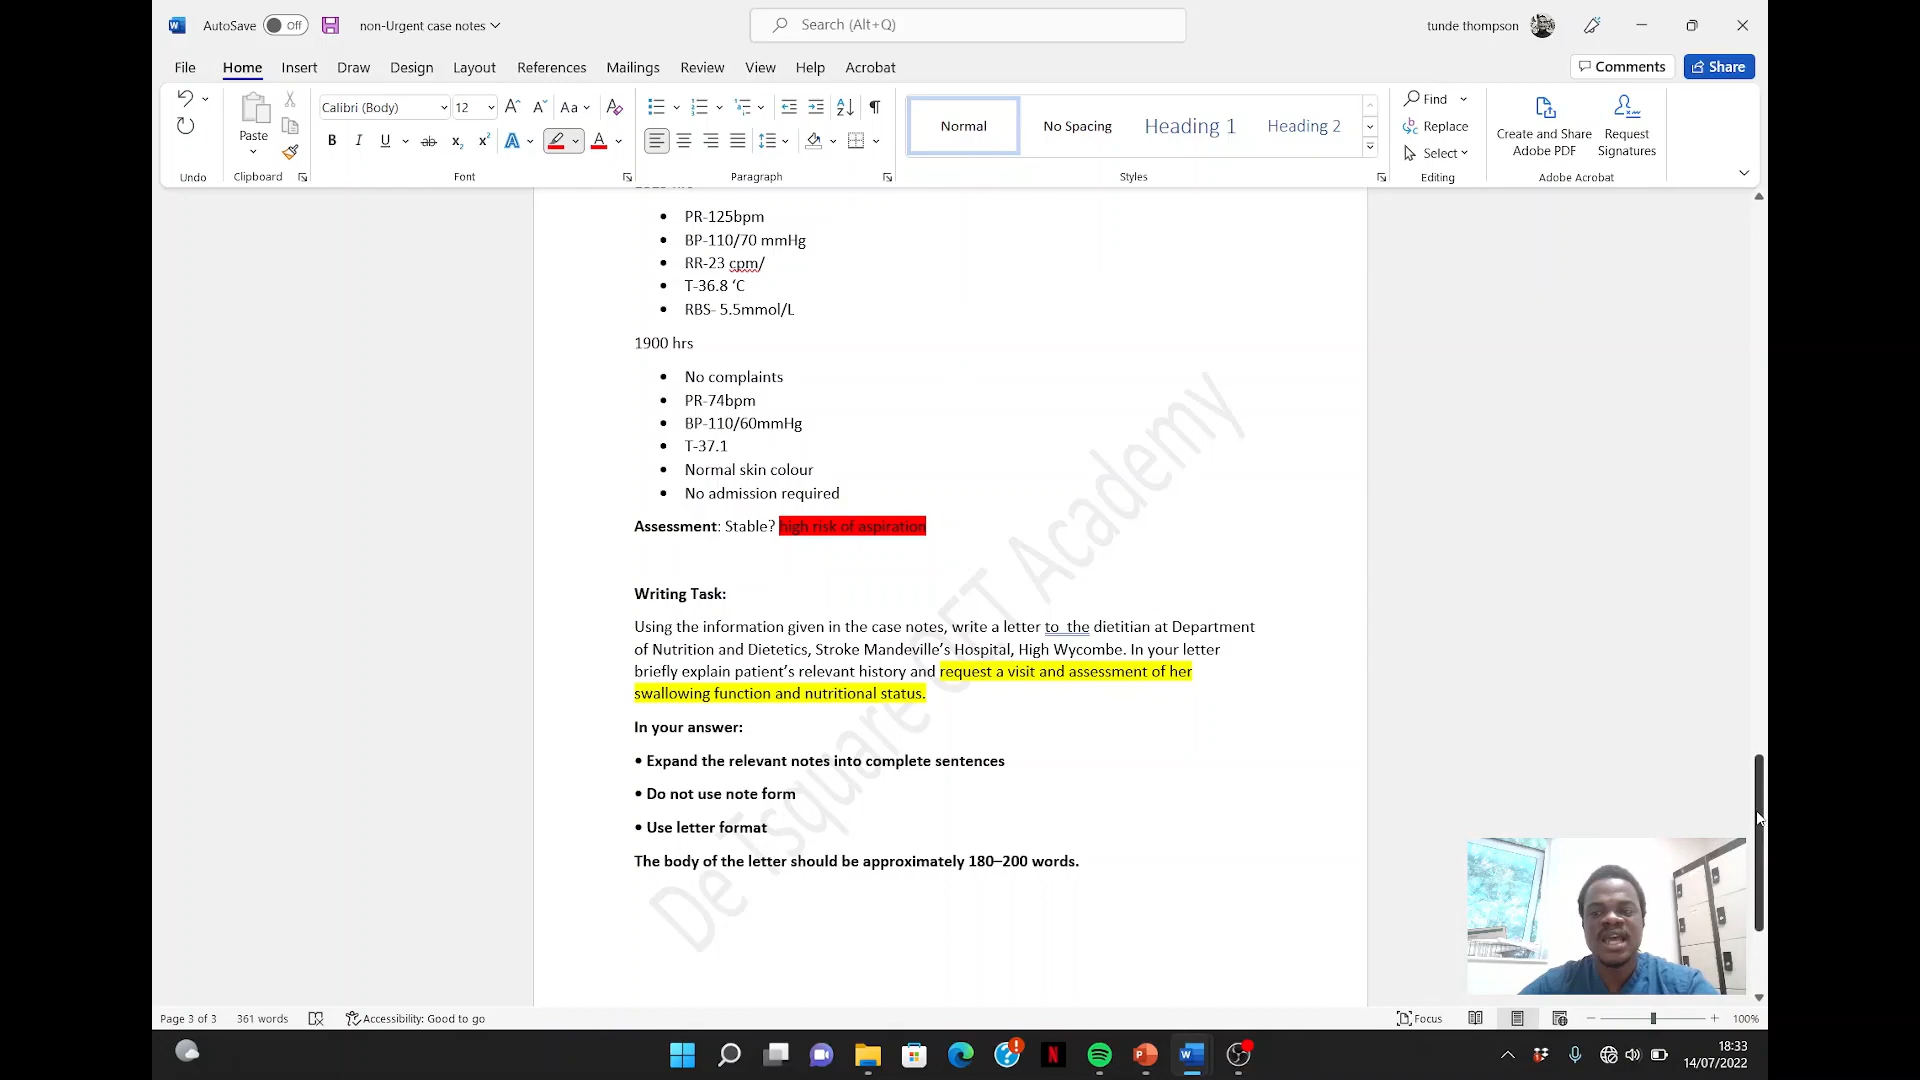 AutoSave Off non-Urgent case notes Search (Alt+Q) tunde thompson
File Home Insert Draw Design Layout References Mailings Review View Help Acrobat Comments Share
Calibri (Body) 12 Aa
Paste
B I U ab x₂ x² A A
Normal No Spacing Heading 1 Heading 2
Find
Replace
Select
Create and Share Adobe PDF
Request Signatures
Undo Clipboard Font Paragraph Styles Editing Adobe Acrobat
• PR-125bpm
• BP-110/70 mmHg
• RR-23 cpm/
• T-36.8 ‘C
• RBS- 5.5mmol/L
1900 hrs
• No complaints
• PR-74bpm
• BP-110/60mmHg
• T-37.1
• Normal skin colour
• No admission required
Assessment: Stable? high risk of aspiration
Writing Task:
Using the information given in the case notes, write a letter to the dietitian at Department
of Nutrition and Dietetics, Stroke Mandeville’s Hospital, High Wycombe. In your letter
briefly explain patient’s relevant history and request a visit and assessment of her
swallowing function and nutritional status.
In your answer:
• Expand the relevant notes into complete sentences
• Do not use note form
• Use letter format
The body of the letter should be approximately 180–200 words.
De Tsquare OET Academy
Page 3 of 3 361 words Accessibility: Good to go Focus 100%
18:33
14/07/2022